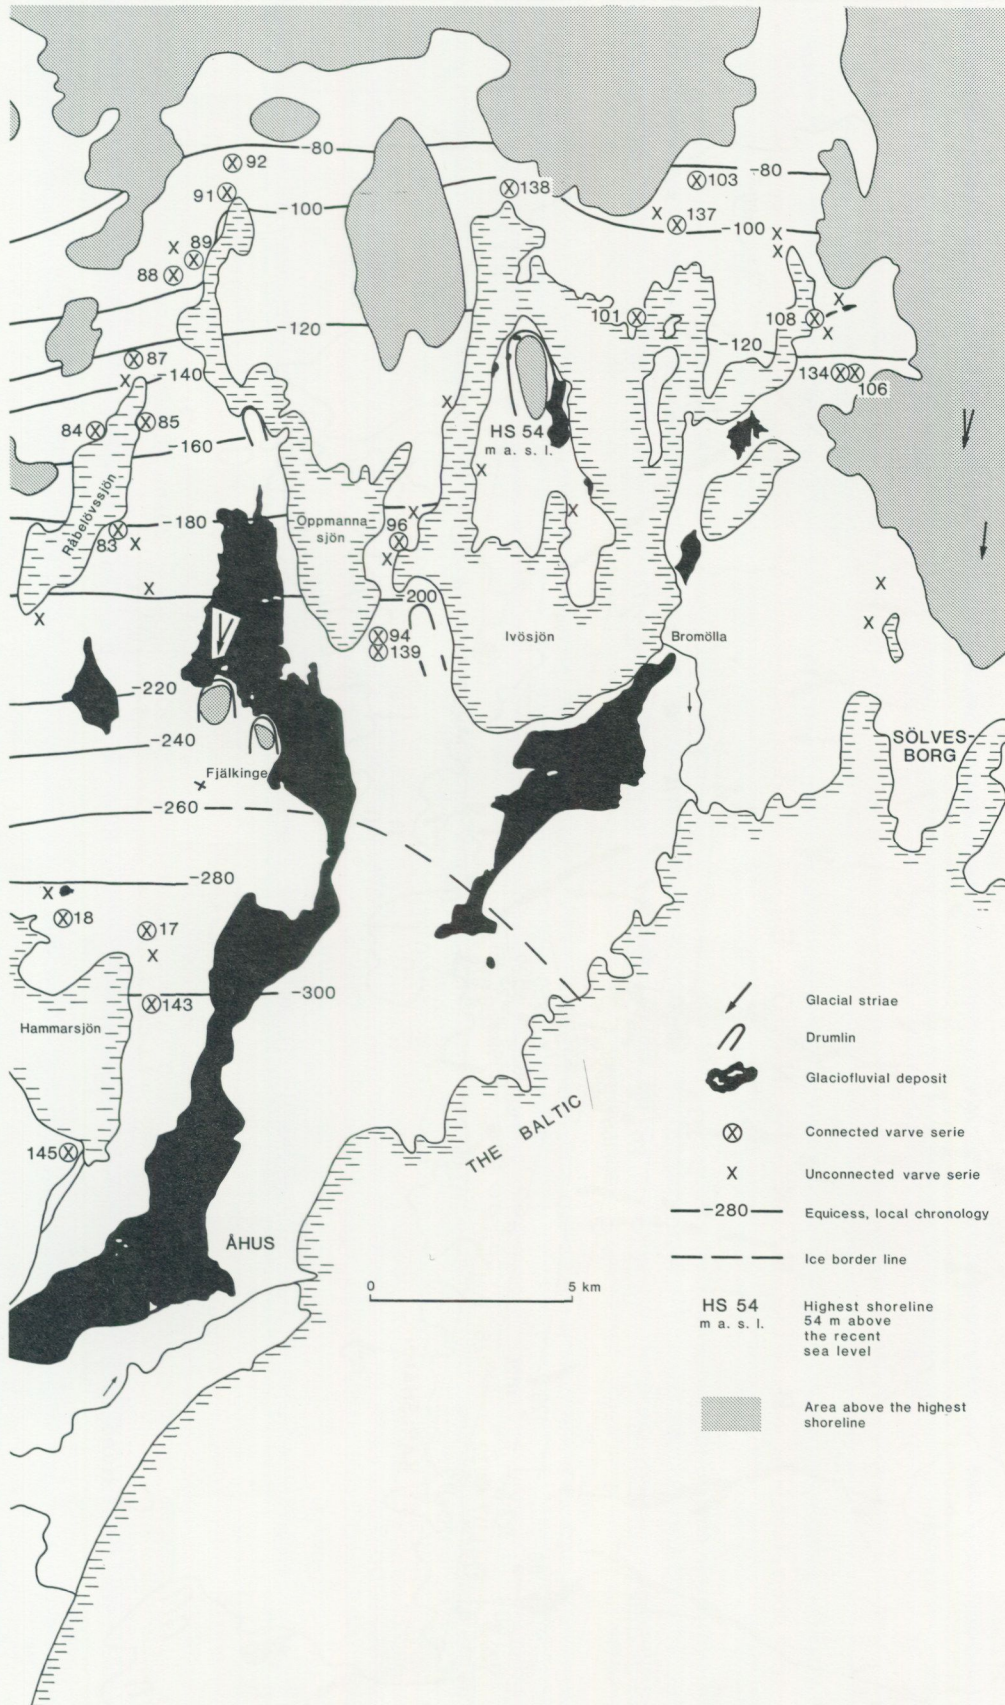 -80
92
138
103
-80
91
-100
137
-100
89
88
101
108
-120
-120
87
-140
134
106
84
85
HS 54
m a. s. l.
-160
Råbelövssjön
-180
Oppmanna-
sjön
96
83
-200
94
139
Ivösjön
Bromölla
-220
-240
SÖLVES-
BORG
Fjälkinge
-260
-280
18
17
-300
143
Hammarsjön
145
THE BALTIC
ÅHUS
0 5 km
Glacial striae
Drumlin
Glaciofluvial deposit
Connected varve serie
Unconnected varve serie
-280 Equicess, local chronology
Ice border line
HS 54 Highest shoreline
m a. s. l. 54 m above
the recent
sea level
Area above the highest
shoreline